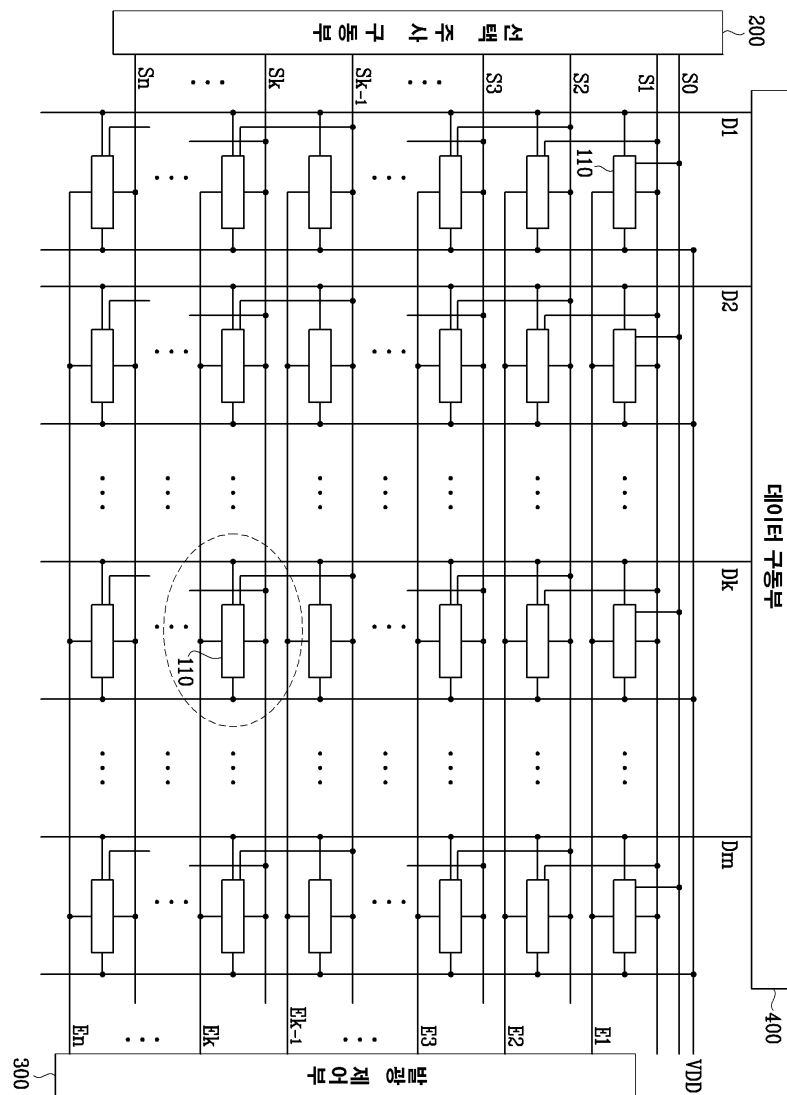 데이터 구동부
400
D1
D2
Dk
Dm
200
선택 주사 구동부
S0
S1
S2
S3
···
Sk-1
Sk
···
Sn
110
110
VDD
E1
E2
E3
···
Ek-1
Ek
···
En
발광 제어부
300